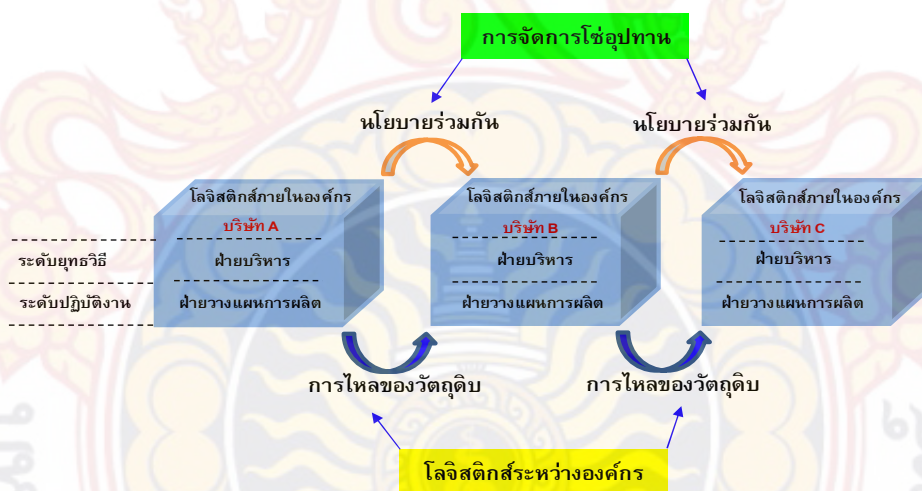 การจัดการโซ่อุปทาน
นโยบายร่วมกัน
นโยบายร่วมกัน
โลจิสติกส์ภายในองค์กร
บริษัท A
ฝ่ายบริหาร
ฝ่ายวางแผนการผลิต
โลจิสติกส์ภายในองค์กร
บริษัท B
ฝ่ายบริหาร
ฝ่ายวางแผนการผลิต
โลจิสติกส์ภายในองค์กร
บริษัท C
ฝ่ายบริหาร
ฝ่ายวางแผนการผลิต
ระดับยุทธวิธี
ระดับปฏิบัติงาน
การไหลของวัตถุดิบ
การไหลของวัตถุดิบ
โลจิสติกส์ระหว่างองค์กร